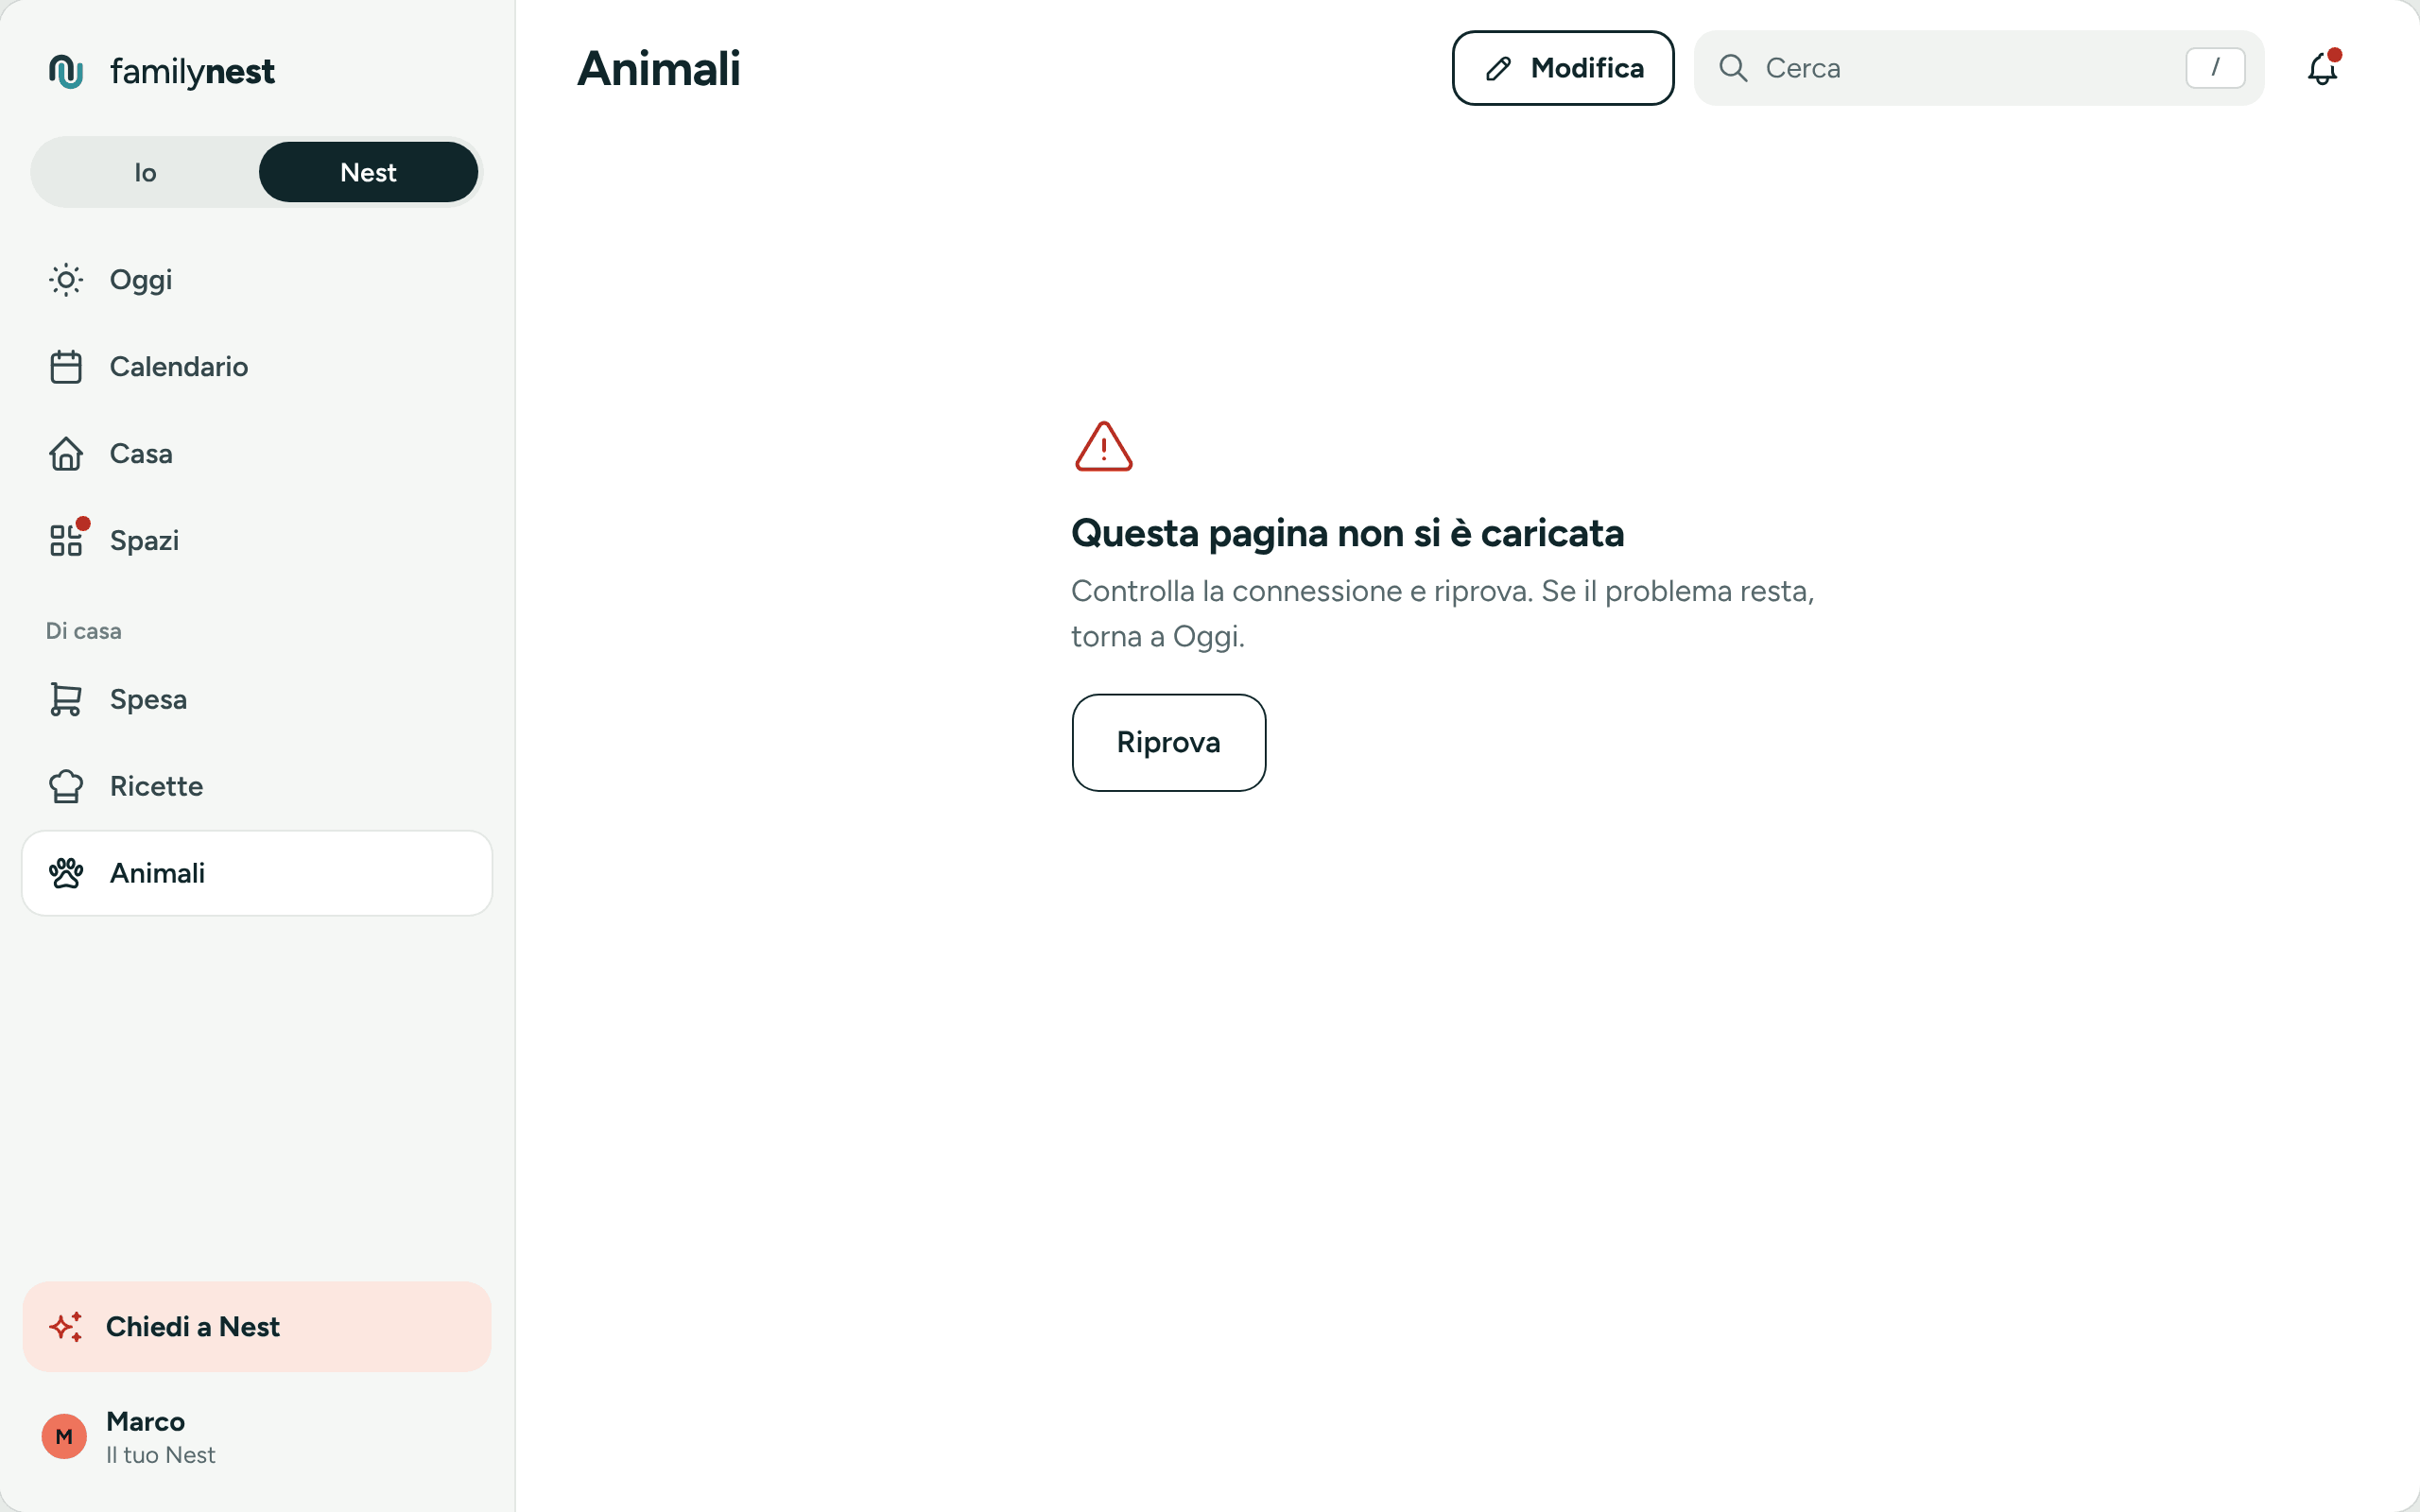 familynest
Io
Nest
Oggi
Calendario
Casa
Spazi
Di casa
Spesa
Ricette
Animali
Chiedi a Nest
M
Marco
Il tuo Nest
Animali
Modifica
Cerca
/
Questa pagina non si è caricata
Controlla la connessione e riprova. Se il problema resta,
torna a Oggi.
Riprova